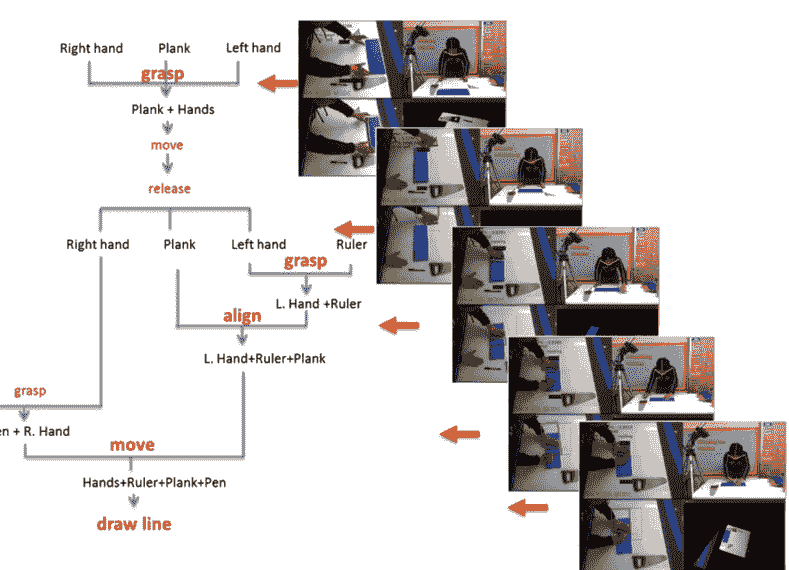 Right hand Plank Left hand
grasp
Plank + Hands
move
release
Right hand Plank Left hand Ruler
grasp
L. Hand +Ruler
align
L. Hand+Ruler+Plank
grasp
en + R. Hand
move
Hands+Ruler+Plank+Pen
draw line